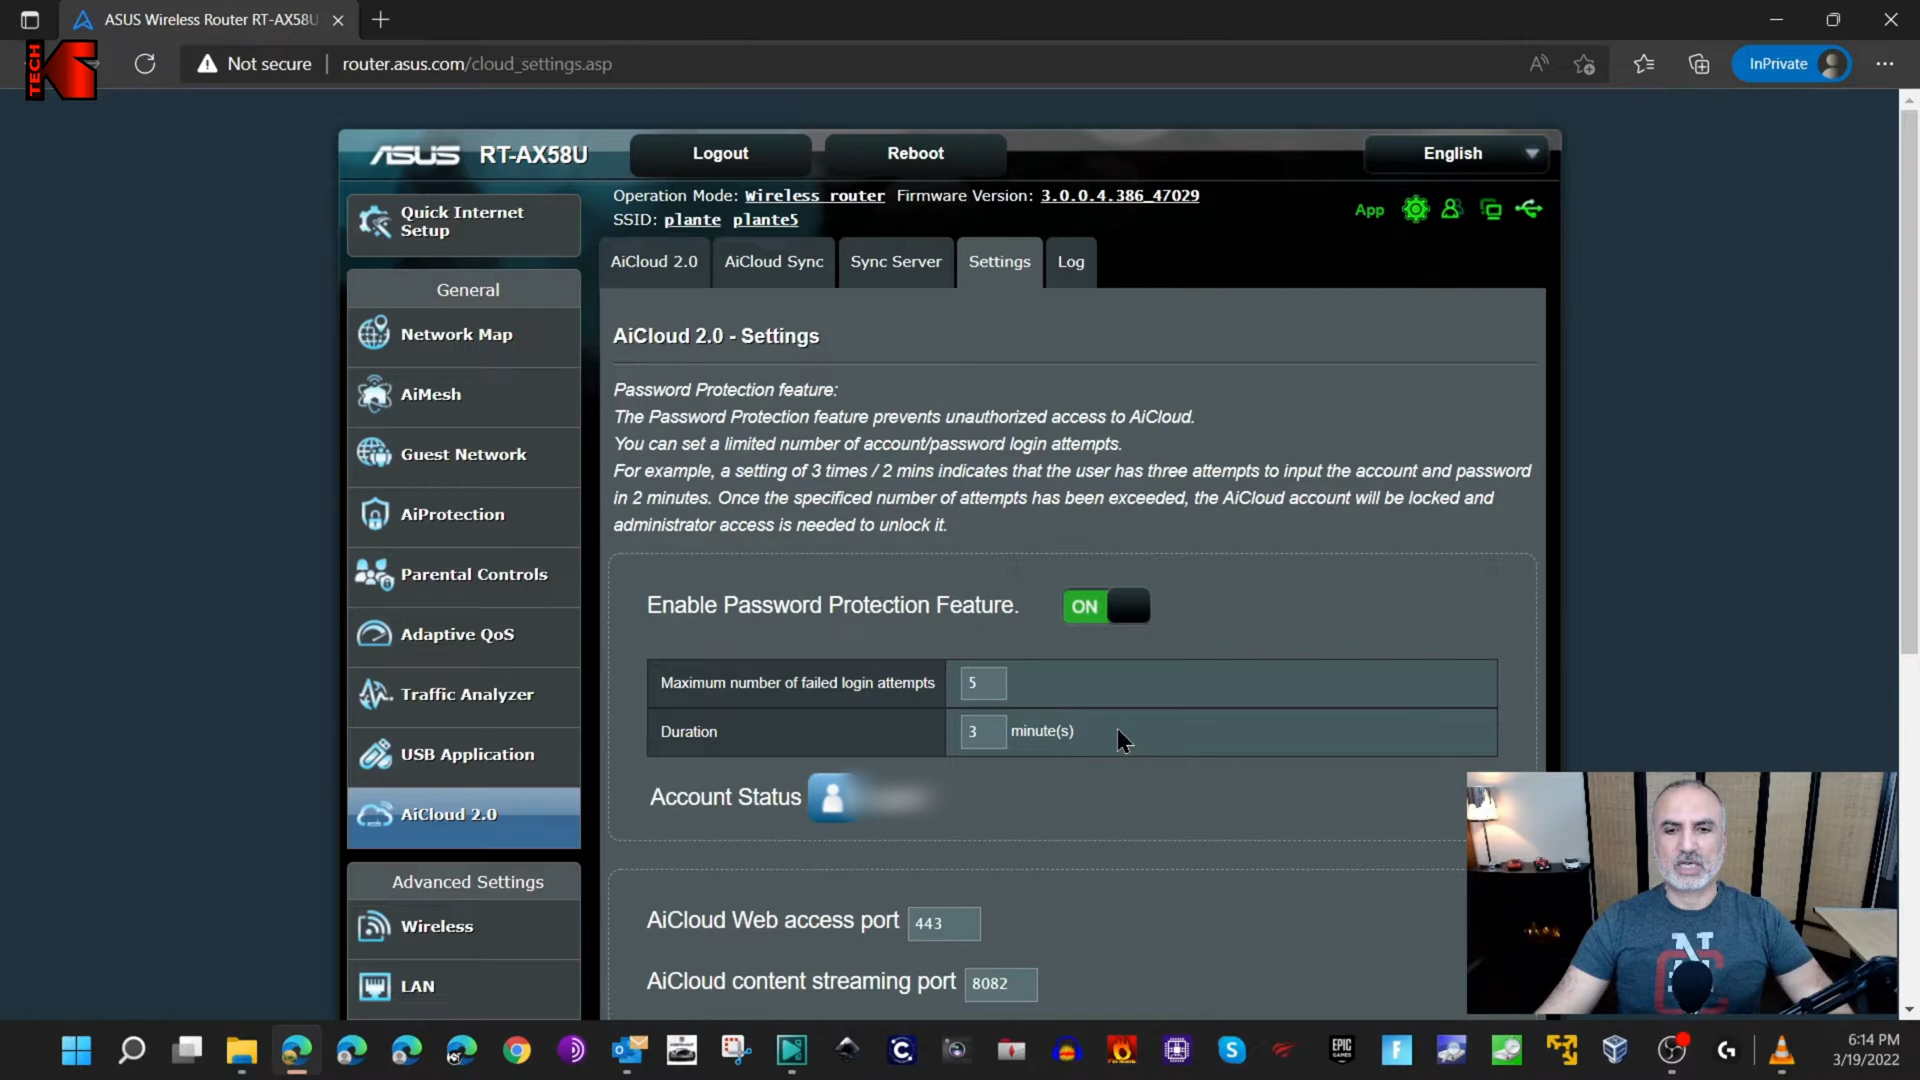 ASUS Wireless Router RT-AX58U
TECH K
Not secure
router.asus.com/cloud_settings.asp
InPrivate
ASUS RT-AX58U
Logout
Reboot
English
Operation Mode: Wireless router Firmware Version: 3.0.0.4.386_47029
SSID: plante plante5
App
Quick Internet
Setup
General
Network Map
AiMesh
Guest Network
AiProtection
Parental Controls
Adaptive QoS
Traffic Analyzer
USB Application
AiCloud 2.0
Advanced Settings
Wireless
LAN
AiCloud 2.0
AiCloud Sync
Sync Server
Settings
Log
AiCloud 2.0 - Settings
Password Protection feature:
The Password Protection feature prevents unauthorized access to AiCloud.
You can set a limited number of account/password login attempts.
For example, a setting of 3 times / 2 mins indicates that the user has three attempts to input the account and password
in 2 minutes. Once the specificed number of attempts has been exceeded, the AiCloud account will be locked and
administrator access is needed to unlock it.
Enable Password Protection Feature.
ON
Maximum number of failed login attempts 5
Duration 3 minute(s)
Account Status
AiCloud Web access port 443
AiCloud content streaming port 8082
EPIC
GAMES
6:14 PM
3/19/2022